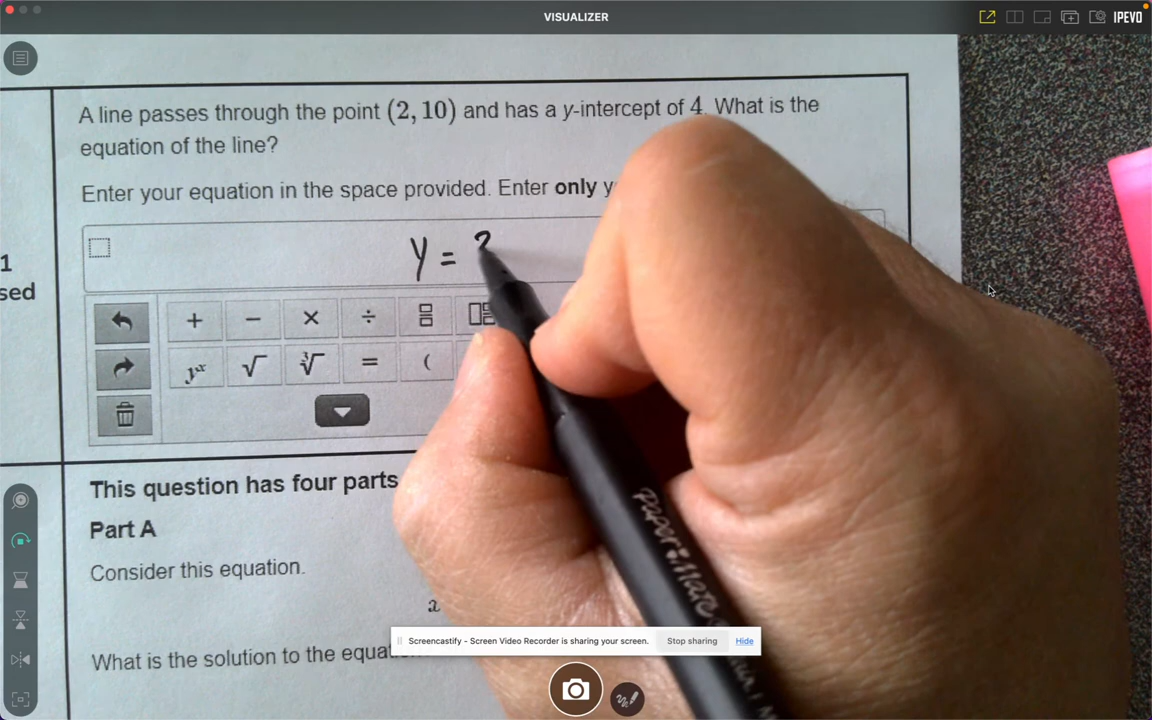 VISUALIZER
IPEVO
A line passes through the point (2, 10) and has a y-intercept of 4. What is the
equation of the line?
Enter your equation in the space provided. Enter only y
1
sed
y =
+ − × ÷
yˣ √ ∛ = (
This question has four parts
Part A
Consider this equation.
x
What is the solution to the equa
Screencastify - Screen Video Recorder is sharing your screen. Stop sharing Hide
paper:mate